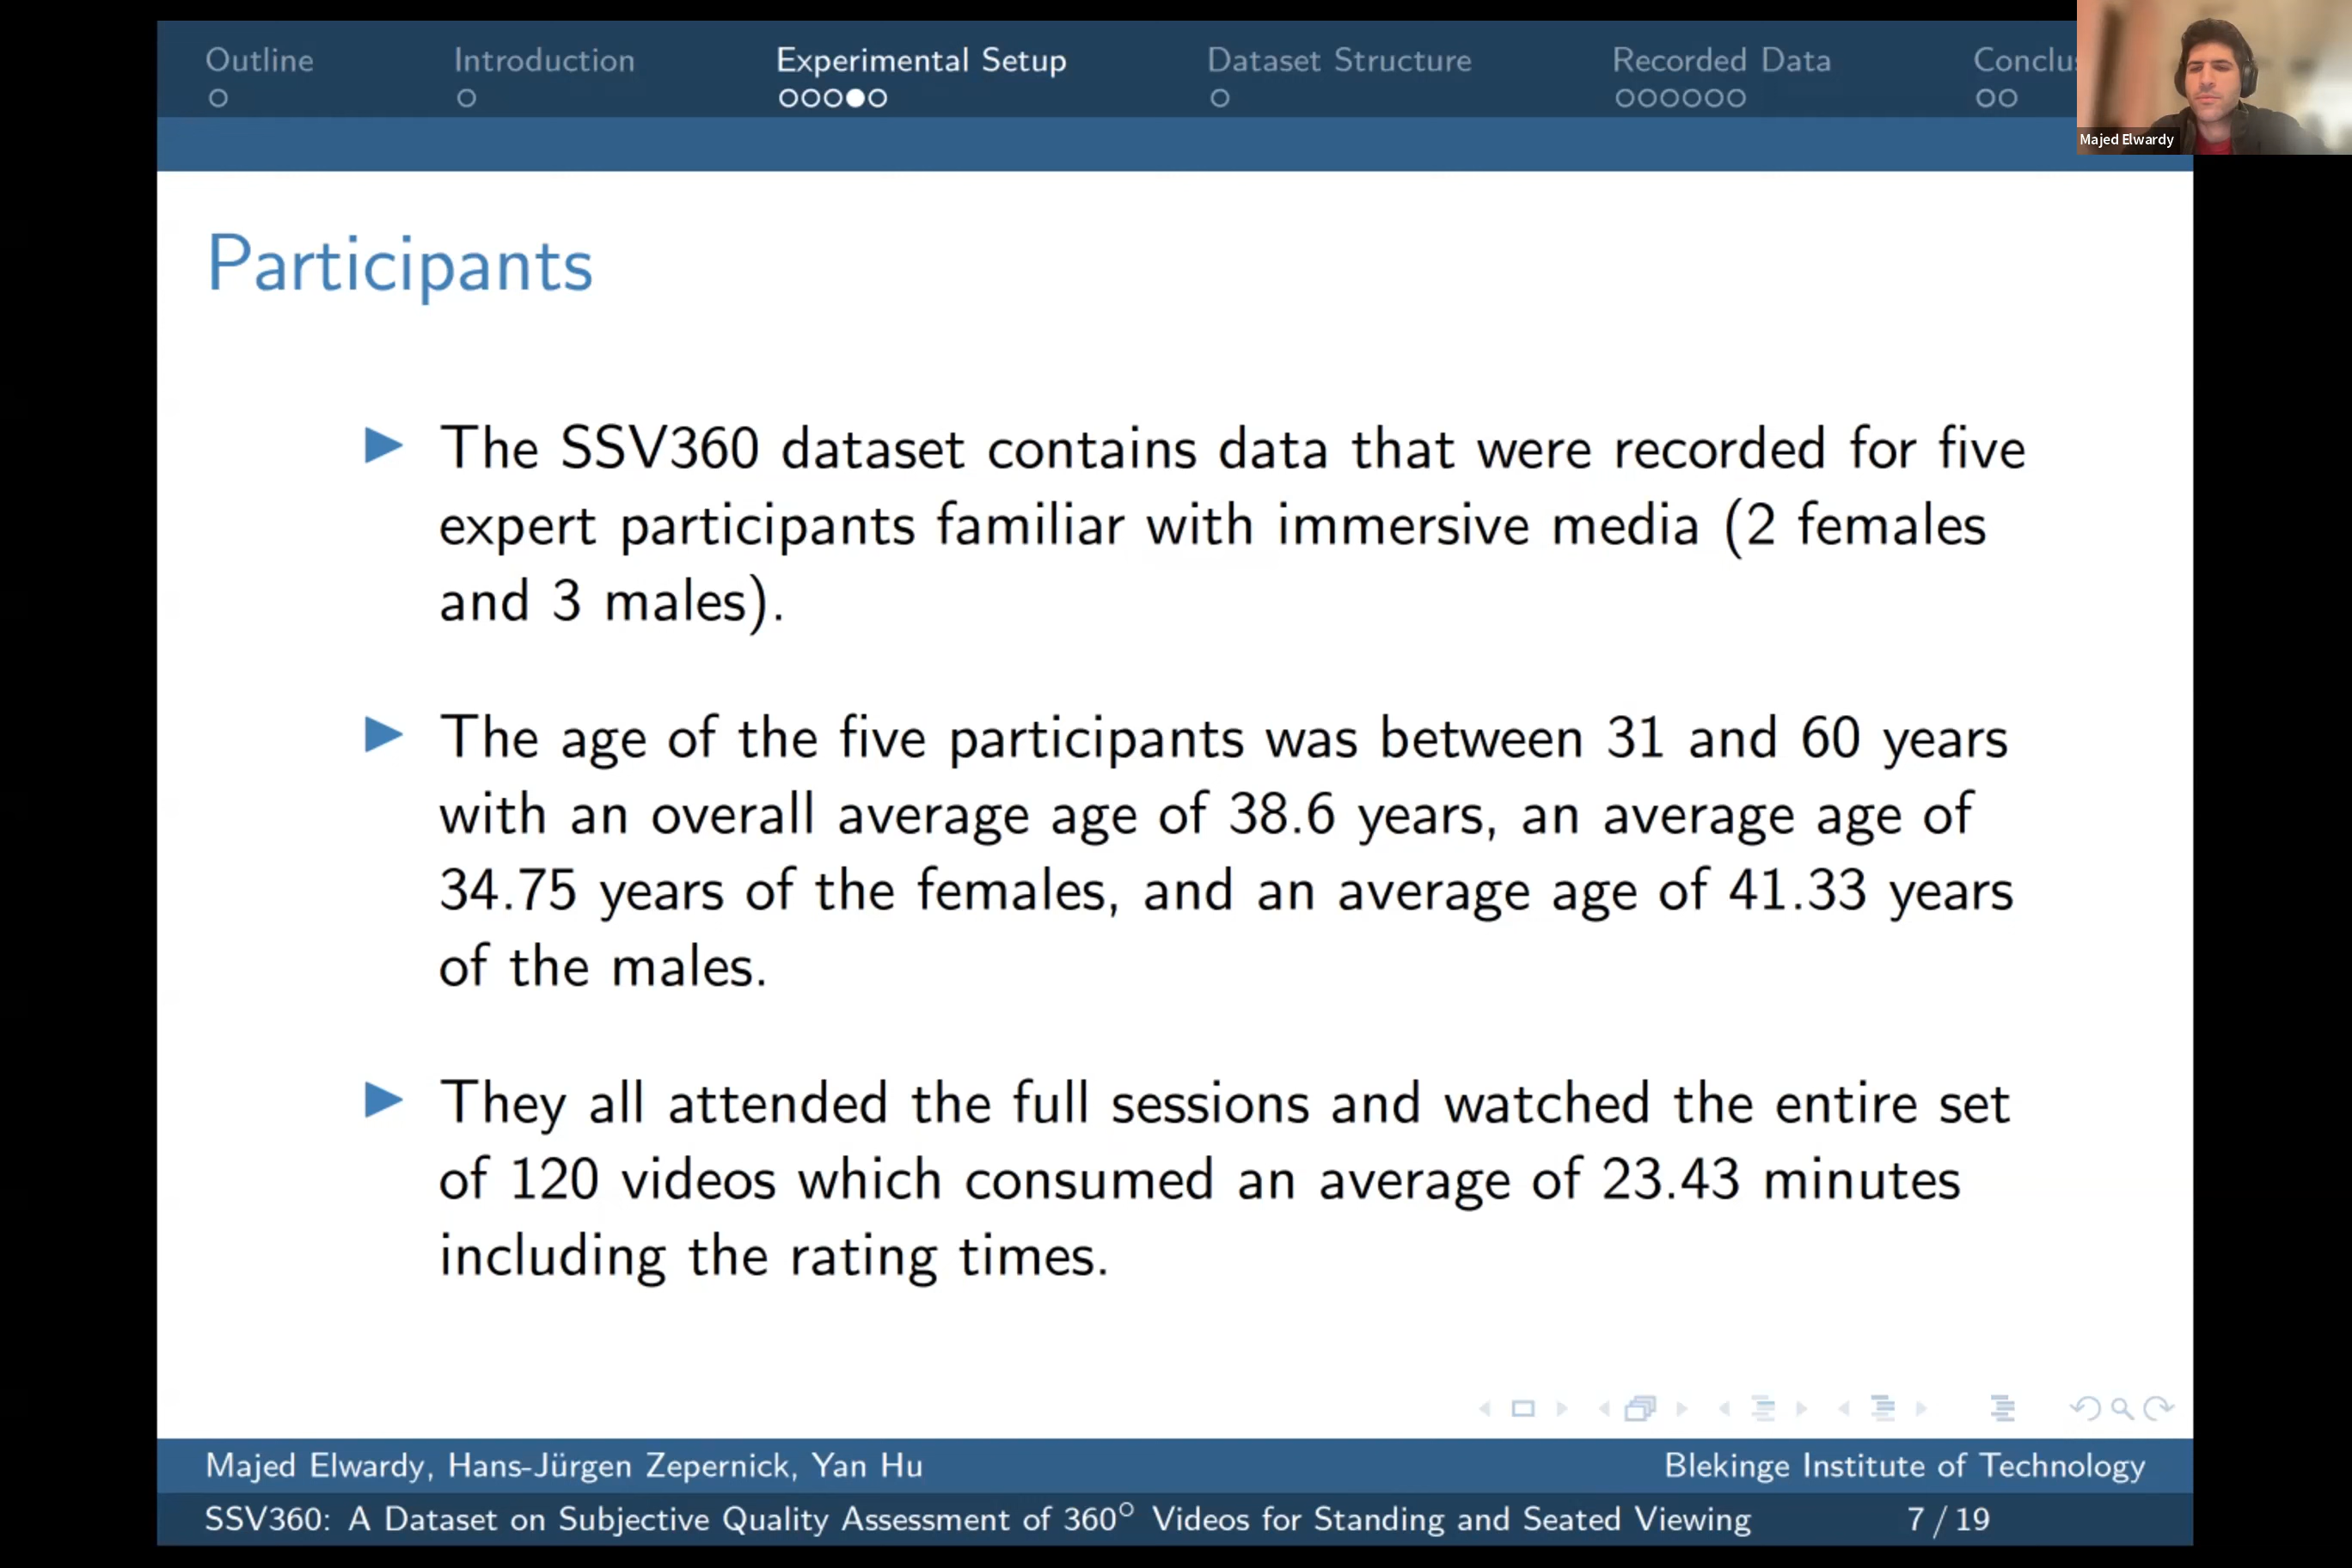 Outline
Introduction
Experimental Setup
Dataset Structure
Recorded Data
Conclu
Majed Elwardy
Participants
The SSV360 dataset contains data that were recorded for five
expert participants familiar with immersive media (2 females
and 3 males).
The age of the five participants was between 31 and 60 years
with an overall average age of 38.6 years, an average age of
34.75 years of the females, and an average age of 41.33 years
of the males.
They all attended the full sessions and watched the entire set
of 120 videos which consumed an average of 23.43 minutes
including the rating times.
Majed Elwardy, Hans-Jürgen Zepernick, Yan Hu
Blekinge Institute of Technology
SSV360: A Dataset on Subjective Quality Assessment of 360° Videos for Standing and Seated Viewing
7 / 19